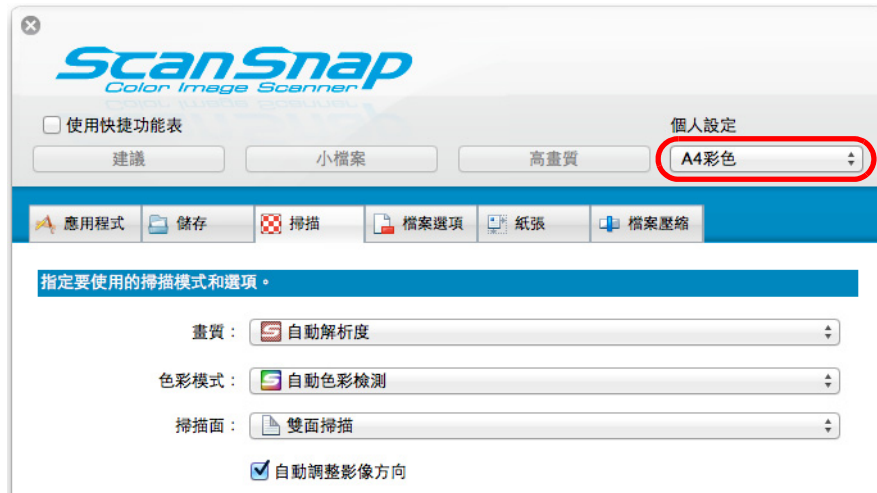 ScanSnap
Color Image Scanner
使用快捷功能表
個人設定
建議
小檔案
高畫質
A4彩色
應用程式
儲存
掃描
檔案選項
紙張
檔案壓縮
指定要使用的掃描模式和選項。
畫質：
自動解析度
色彩模式：
自動色彩檢測
掃描面：
雙面掃描
自動調整影像方向